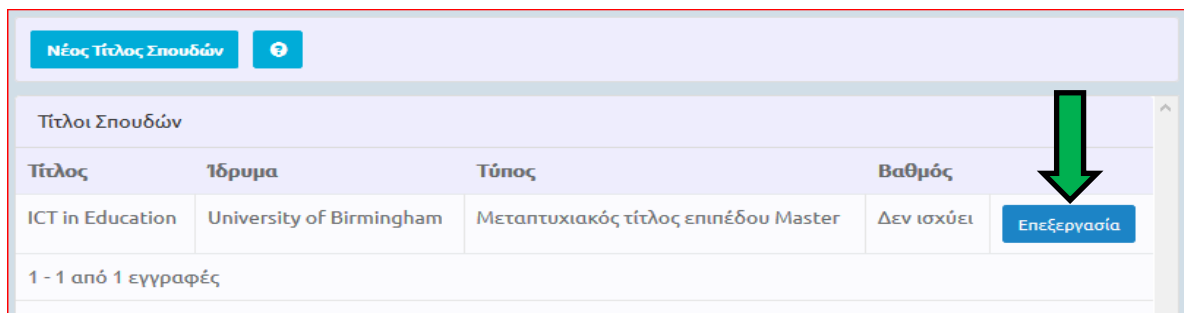 Νέος Τίτλος Σπουδών ?
Τίτλοι Σπουδών
Τίτλος Ίδρυμα Τύπος Βαθμός
ICT in Education University of Birmingham Μεταπτυχιακός τίτλος επιπέδου Master Δεν ισχύει Επεξεργασία
1 - 1 από 1 εγγραφές